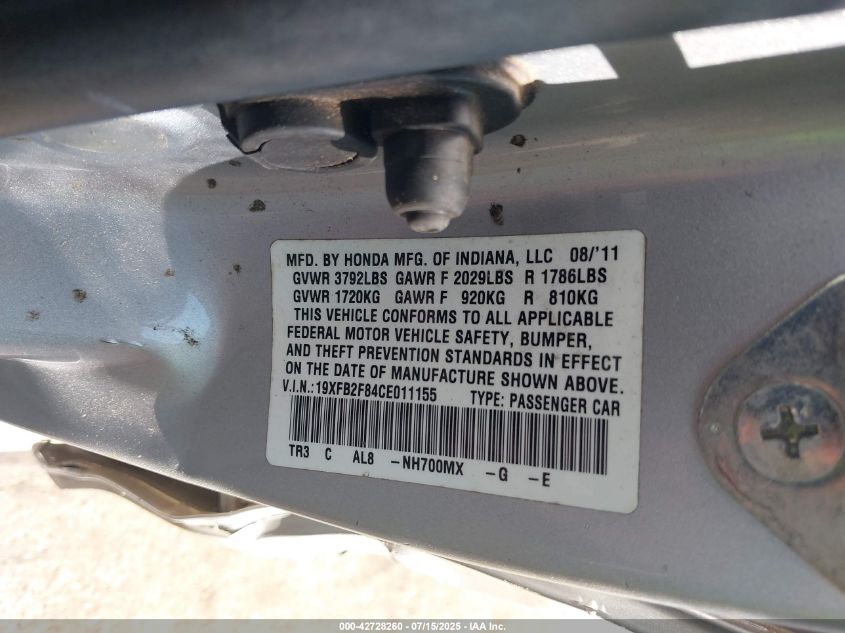 MFD. BY HONDA MFG. OF INDIANA, LLC 08/'11
GVWR 3792LBS GAWR F 2029LBS R 1786LBS
GVWR 1720KG GAWR F 920KG R 810KG
THIS VEHICLE CONFORMS TO ALL APPLICABLE
FEDERAL MOTOR VEHICLE SAFETY, BUMPER,
AND THEFT PREVENTION STANDARDS IN EFFECT
ON THE DATE OF MANUFACTURE SHOWN ABOVE.
V.I.N.:19XFB2F84CE011155 TYPE: PASSENGER CAR
TR3 C AL8 -NH700MX -G -E
000-42728260 - 07/15/2025 - IAA Inc.